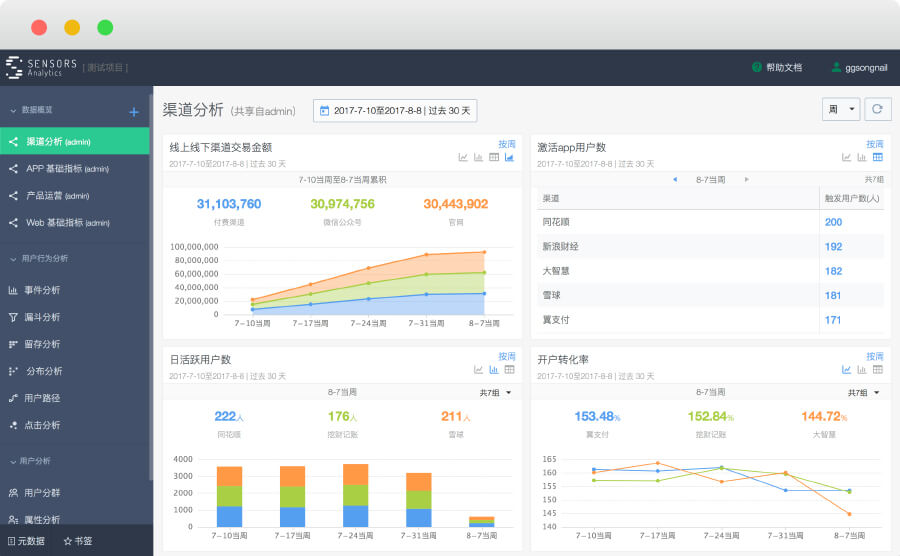 SENSORS
Analytics
[ 测试项目 ]
帮助文档
ggsongnail
数据概览
渠道分析 (admin)
APP 基础指标 (admin)
产品运营 (admin)
Web 基础指标 (admin)
用户行为分析
事件分析
漏斗分析
留存分析
分布分析
用户路径
点击分析
用户分析
用户分群
属性分析
元数据
书签
渠道分析 (共享自admin)
2017-7-10至2017-8-8 | 过去 30 天
周
线上线下渠道交易金额
按周
2017-7-10至2017-8-8 | 过去 30 天
7-10当周至8-7当周累积
31,103,760 30,974,756 30,443,902
付费渠道 微信公众号 官网
100,000,000
80,000,000
60,000,000
40,000,000
20,000,000
0
7-10当周 7-17当周 7-24当周 7-31当周 8-7当周
激活app用户数
按周
2017-7-10至2017-8-8 | 过去 30 天
8-7当周
共7组
渠道 触发用户数(人)
同花顺 200
新浪财经 192
大智慧 182
雪球 181
翼支付 171
日活跃用户数
按周
2017-7-10至2017-8-8 | 过去 30 天
8-7当周
共7组
222人 176人 211人
同花顺 挖财记账 雪球
4000
3000
2000
1000
0
7-10当周 7-17当周 7-24当周 7-31当周 8-7当周
开户转化率
按周
2017-7-10至2017-8-8 | 过去 30 天
8-7当周
共7组
153.48% 152.84% 144.72%
翼支付 挖财记账 大智慧
165
160
155
150
145
140
7-10当周 7-17当周 7-24当周 7-31当周 8-7当周